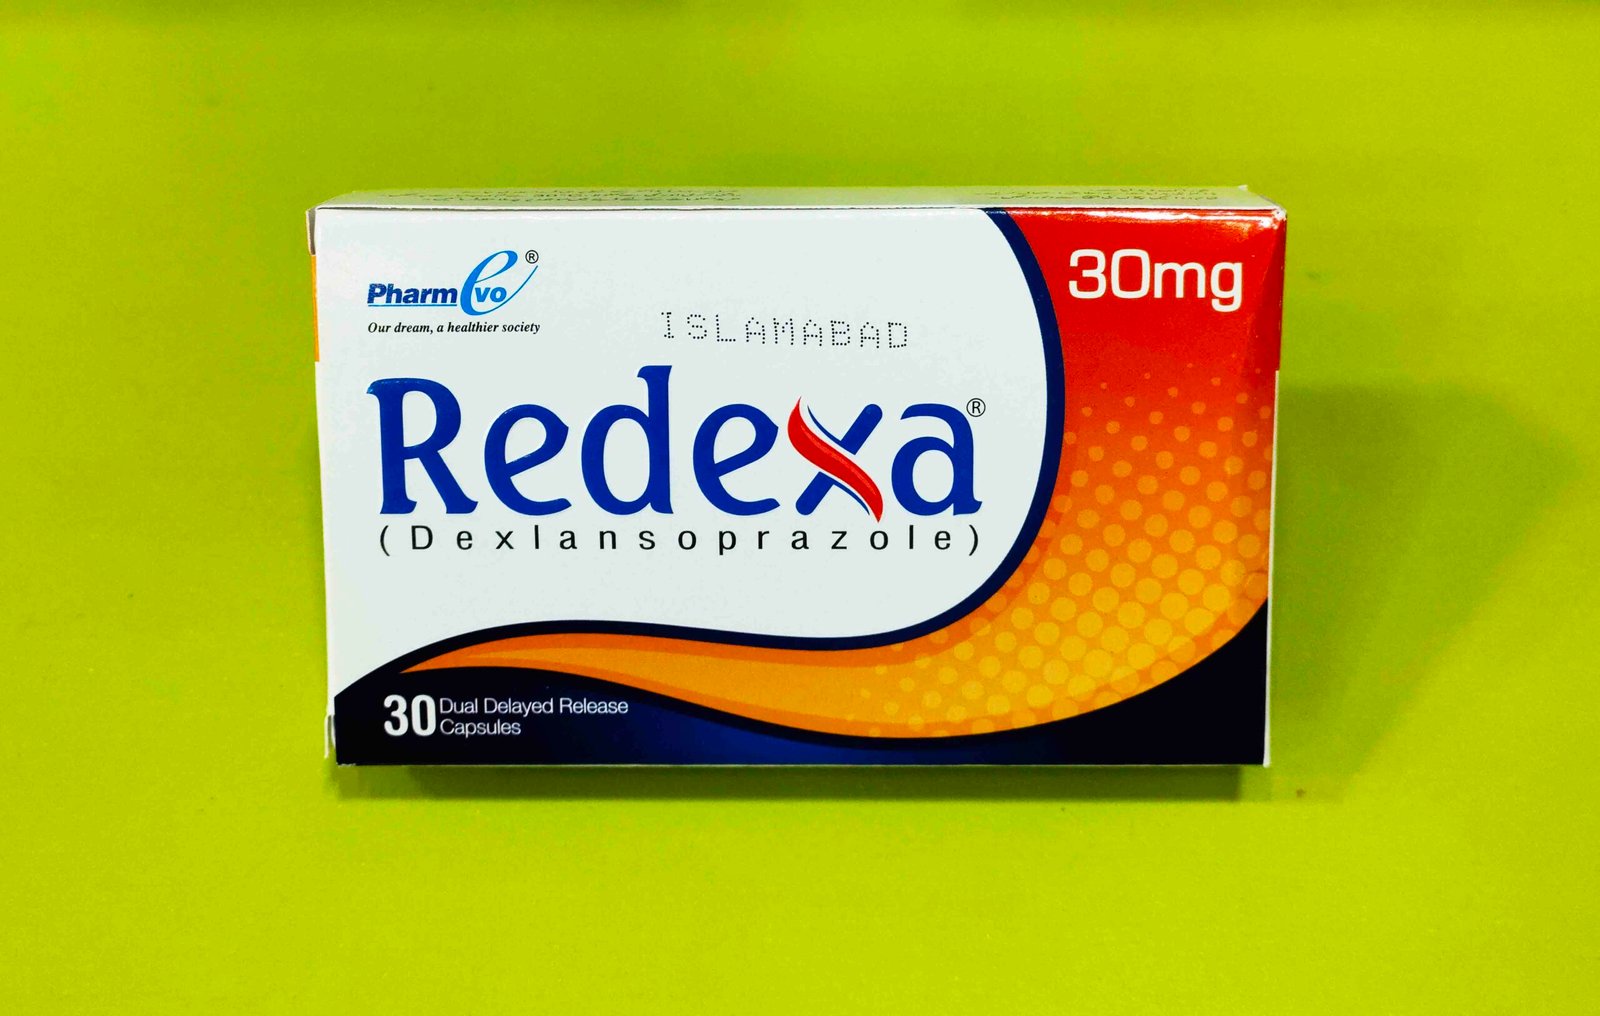 PharmEvo®
Our dream, a healthier society
ISLAMABAD
30mg
Redexa®
(Dexlansoprazole)
30 Dual Delayed Release
Capsules